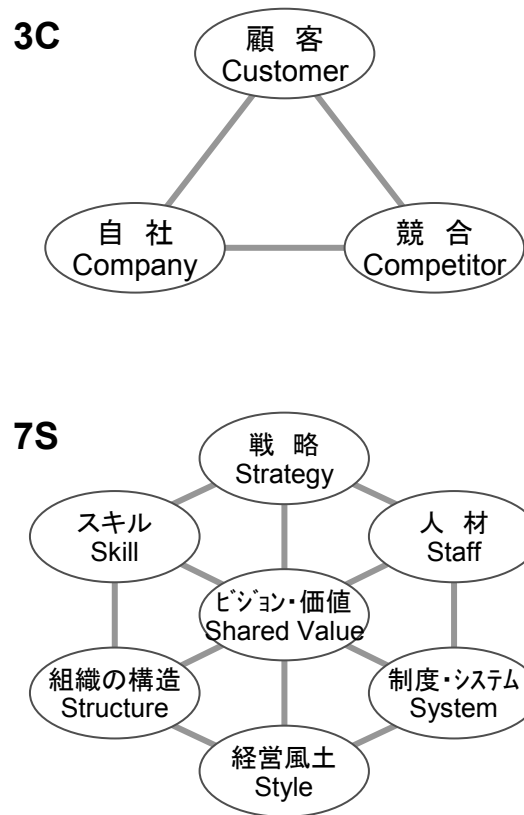 3C
顧 客
Customer
自 社
Company
競 合
Competitor
7S
戦 略
Strategy
スキル
Skill
人 材
Staff
ﾋﾞｼﾞｮﾝ・価値
Shared Value
組織の構造
Structure
制度・ｼｽﾃﾑ
System
経営風土
Style